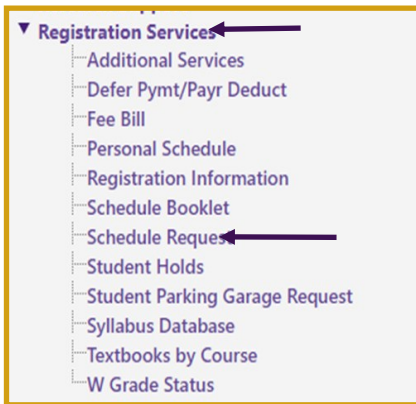 Registration Services
Additional Services
Defer Pymt/Payr Deduct
Fee Bill
Personal Schedule
Registration Information
Schedule Booklet
Schedule Request
Student Holds
Student Parking Garage Request
Syllabus Database
Textbooks by Course
W Grade Status